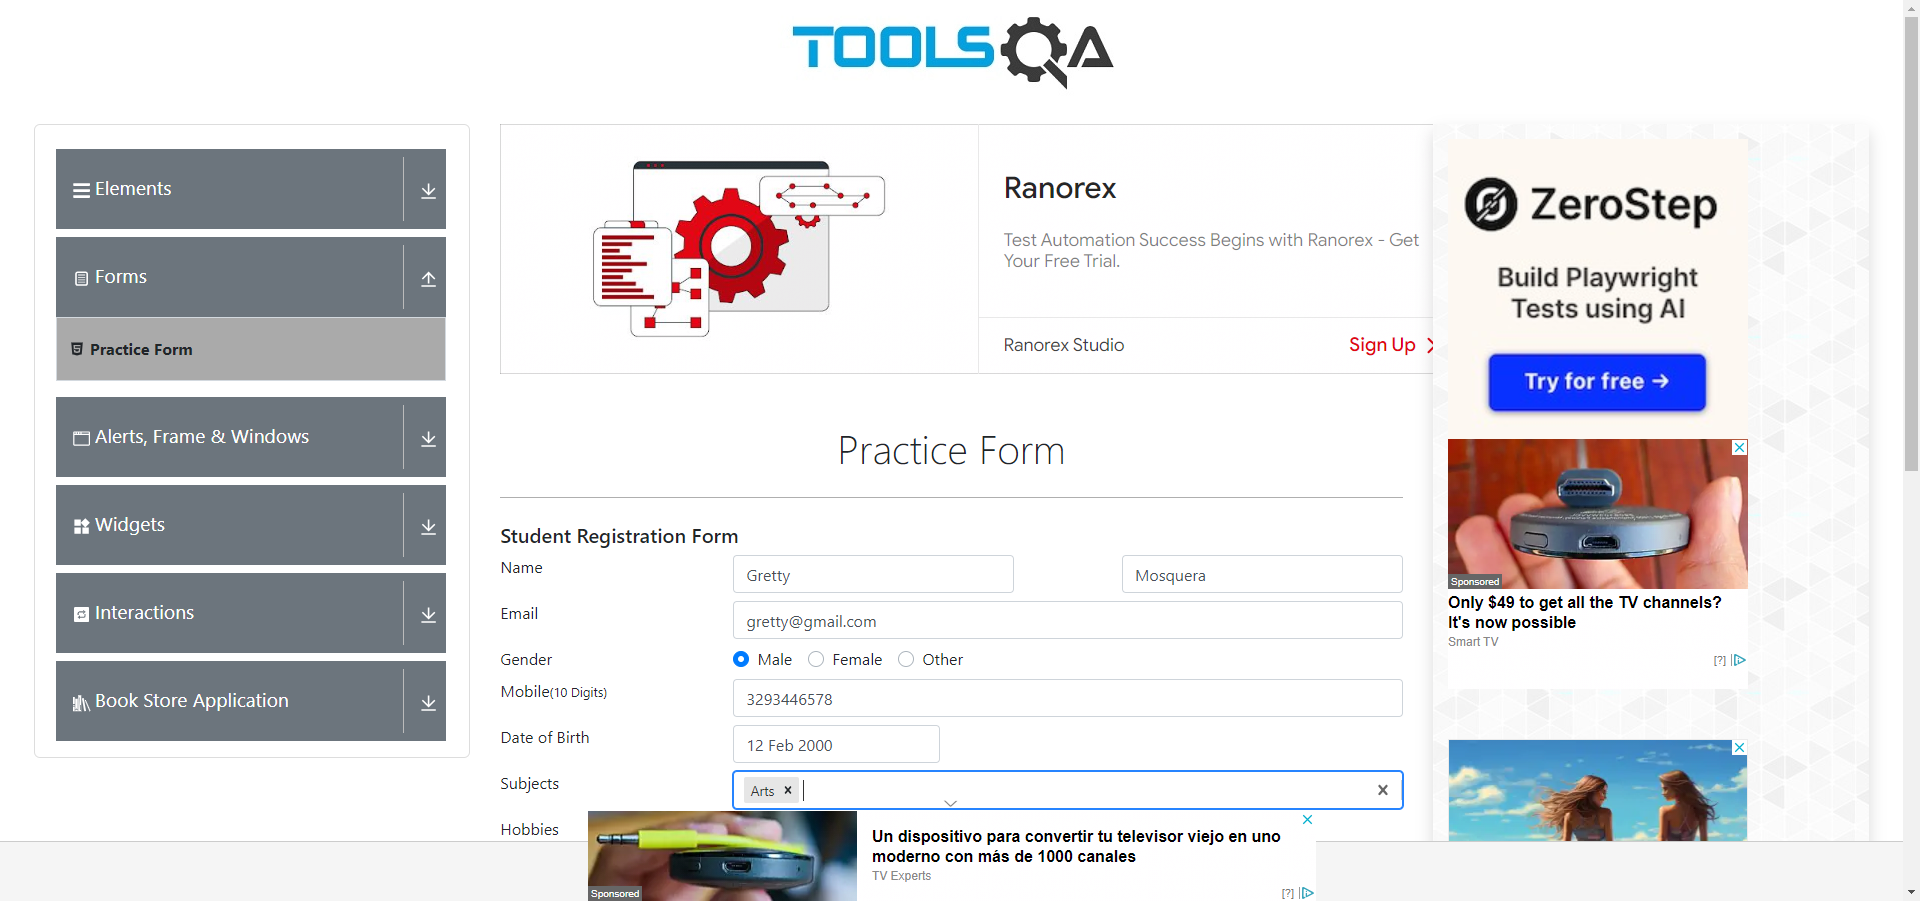 TOOLSQA
Elements
Forms
Practice Form
Alerts, Frame & Windows
Widgets
Interactions
Book Store Application
Ranorex
Test Automation Success Begins with Ranorex - Get
Your Free Trial.
Ranorex Studio
Sign Up
ZeroStep
Build Playwright
Tests using AI
Try for free →
Sponsored
Only $49 to get all the TV channels?
It's now possible
Smart TV
[?]
Practice Form
Student Registration Form
Name
Gretty
Mosquera
Email
gretty@gmail.com
Gender
Male
Female
Other
Mobile(10 Digits)
3293446578
Date of Birth
12 Feb 2000
Subjects
Arts
Hobbies
Un dispositivo para convertir tu televisor viejo en uno
moderno con más de 1000 canales
TV Experts
Sponsored
[?]